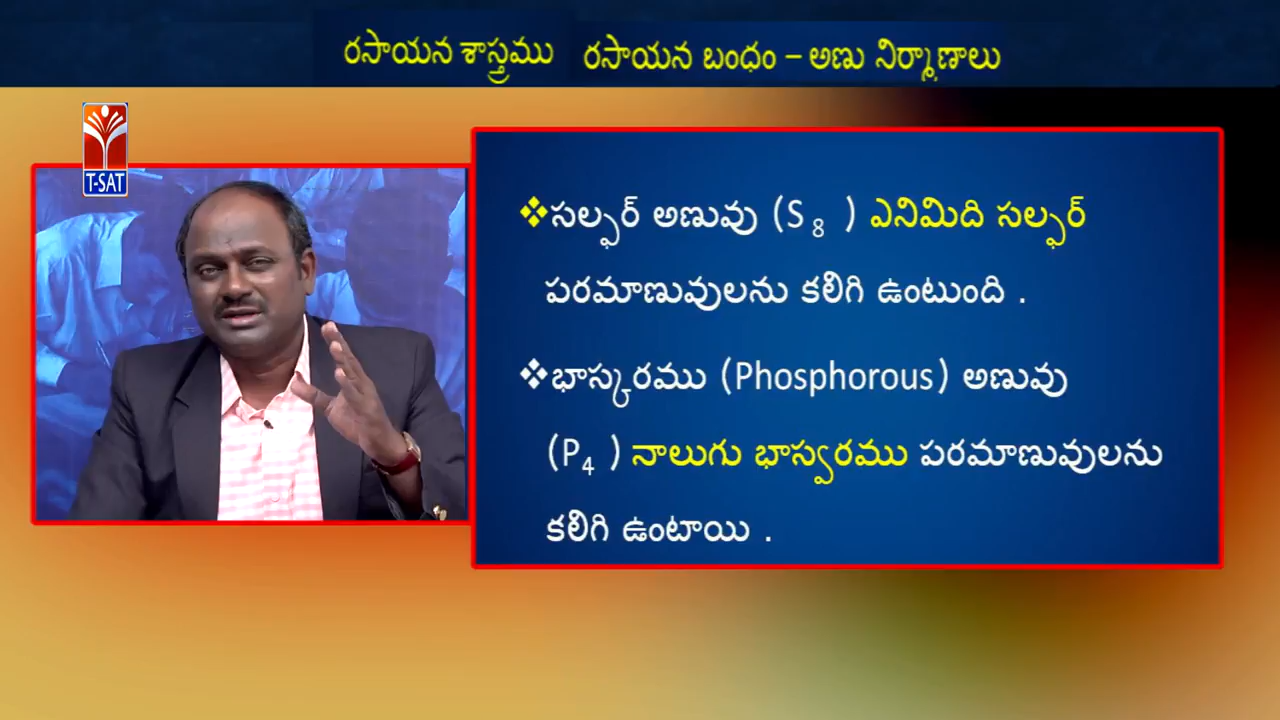 రసాయన శాస్త్రము రసాయన బంధం – అణు నిర్మాణాలు
T-SAT
❖సల్ఫర్ అణువు (S₈ ) ఎనిమిది సల్ఫర్
పరమాణువులను కలిగి ఉంటుంది .
❖భాస్కరము (Phosphorous) అణువు
(P₄ ) నాలుగు భాస్వరము పరమాణువులను
కలిగి ఉంటాయి .